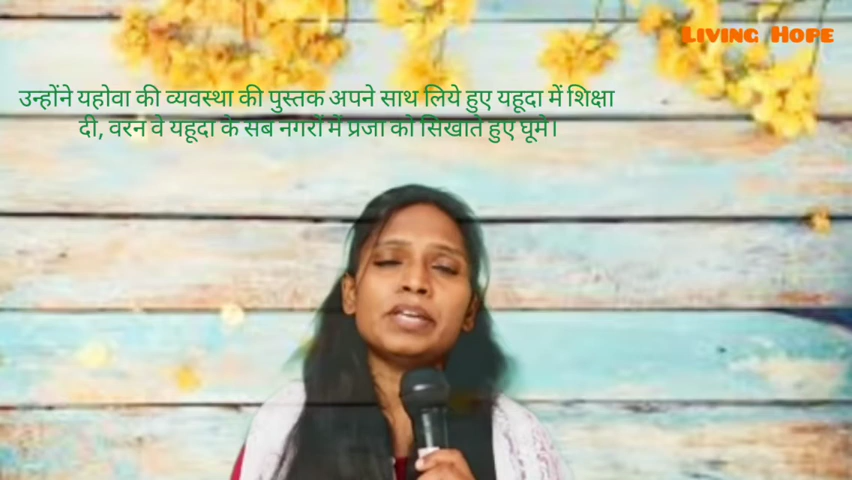 Living Hope
उन्होंने यहोवा की व्यवस्था की पुस्तक अपने साथ लिये हुए यहूदा में शिक्षा
दी, वरन वे यहूदा के सब नगरों में प्रजा को सिखाते हुए घूमे।